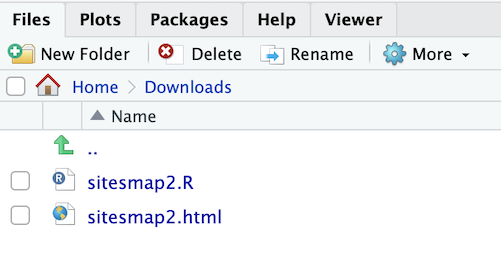 Files Plots Packages Help Viewer
New Folder Delete Rename More
Home Downloads
Name
..
sitesmap2.R
sitesmap2.html